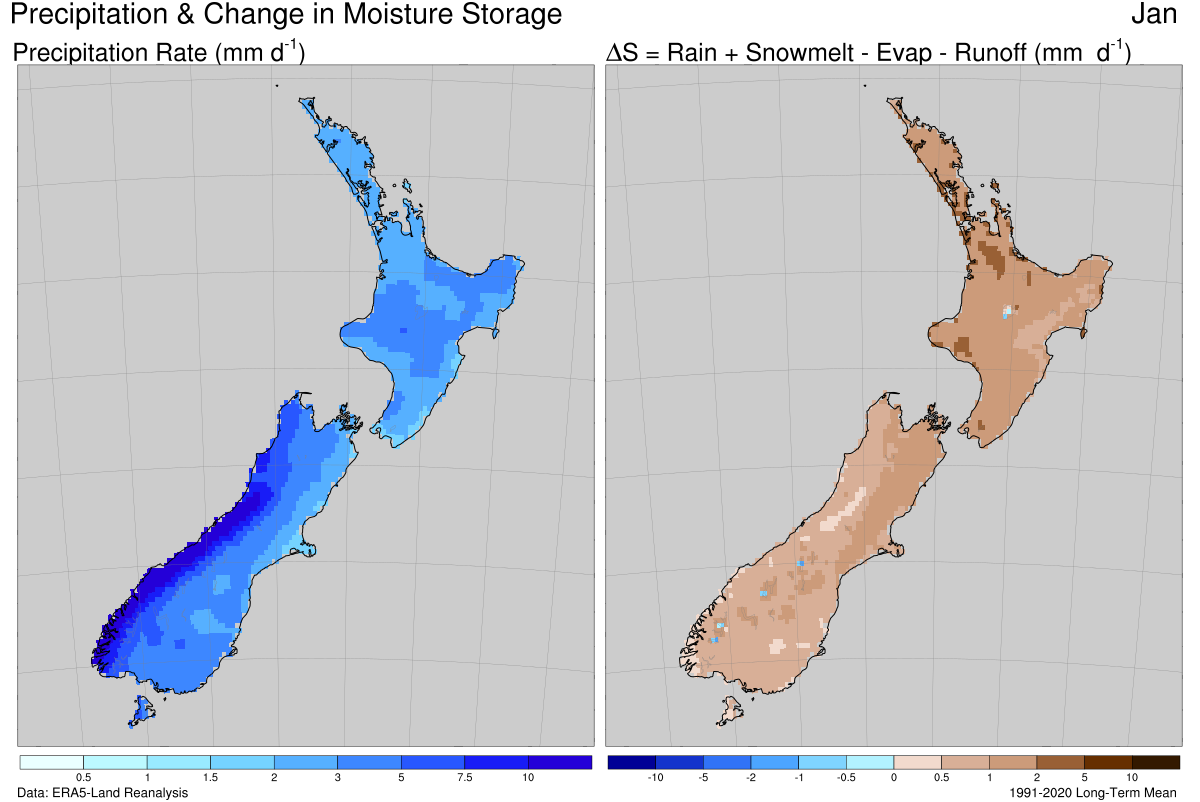 Precipitation & Change in Moisture Storage
Jan
Precipitation Rate (mm d⁻¹)
ΔS = Rain + Snowmelt - Evap - Runoff (mm d⁻¹)
0.5 1 1.5 2 3 5 7.5 10
-10 -5 -2 -1 -0.5 0 0.5 1 2 5 10
Data: ERA5-Land Reanalysis
1991-2020 Long-Term Mean